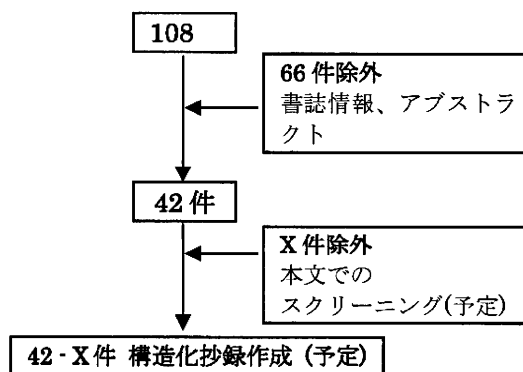 108
66 件除外
書誌情報、アブストラ
クト
42 件
X 件除外
本文での
スクリーニング(予定)
42 - X 件 構造化抄録作成 (予定)